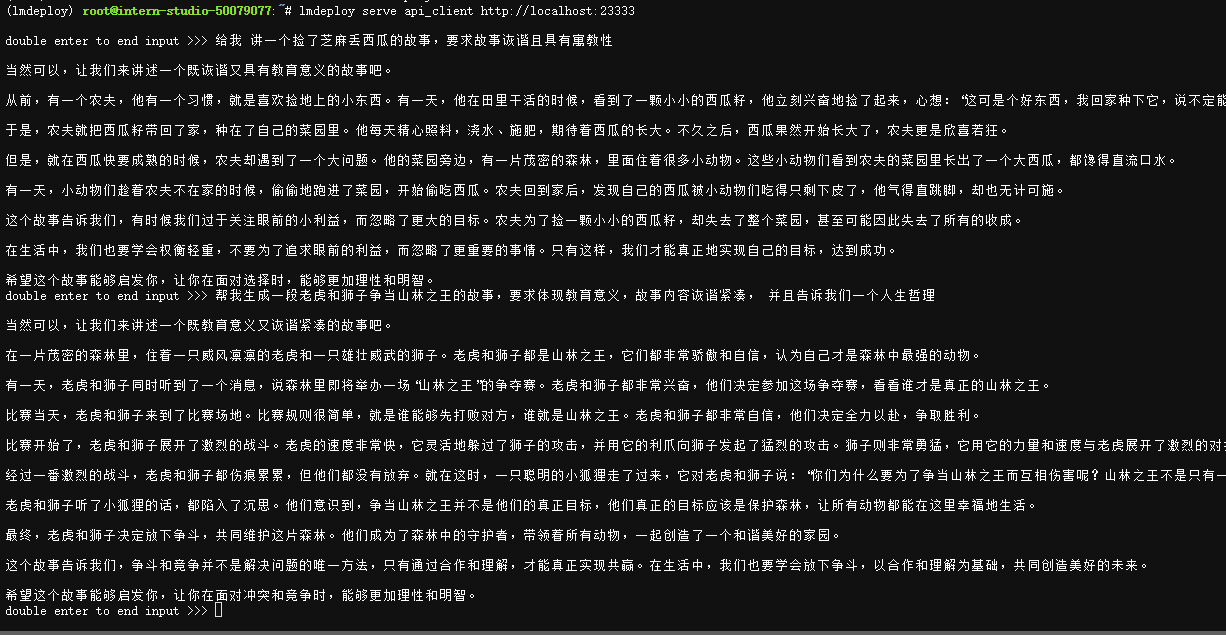 (lmdeploy) root@intern-studio-50079077:~# lmdeploy serve api_client http://localhost:23333
double enter to end input >>> 给我 讲一个捡了芝麻丢西瓜的故事，要求故事诙谐且具有寓教性
当然可以，让我们来讲述一个既诙谐又具有教育意义的故事吧。
从前，有一个农夫，他有一个习惯，就是喜欢捡地上的小东西。有一天，他在田里干活的时候，看到了一颗小小的西瓜籽，他立刻兴奋地捡了起来，心想：“这可是个好东西，我回家种下它，说不定能
于是，农夫就把西瓜籽带回了家，种在了自己的菜园里。他每天精心照料，浇水、施肥，期待着西瓜的长大。不久之后，西瓜果然开始长大了，农夫更是欣喜若狂。
但是，就在西瓜快要成熟的时候，农夫却遇到了一个大问题。他的菜园旁边，有一片茂密的森林，里面住着很多小动物。这些小动物们看到农夫的菜园里长出了一个大西瓜，都馋得直流口水。
有一天，小动物们趁着农夫不在家的时候，偷偷地跑进了菜园，开始偷吃西瓜。农夫回到家后，发现自己的西瓜被小动物们吃得只剩下皮了，他气得直跳脚，却也无计可施。
这个故事告诉我们，有时候我们过于关注眼前的小利益，而忽略了更大的目标。农夫为了捡一颗小小的西瓜籽，却失去了整个菜园，甚至可能因此失去了所有的收成。
在生活中，我们也要学会权衡轻重，不要为了追求眼前的利益，而忽略了更重要的事情。只有这样，我们才能真正地实现自己的目标，达到成功。
希望这个故事能够启发你，让你在面对选择时，能够更加理性和明智。
double enter to end input >>> 帮我生成一段老虎和狮子争当山林之王的故事，要求体现教育意义，故事内容诙谐紧凑， 并且告诉我们一个人生哲理
当然可以，让我们来讲述一个既教育意义又诙谐紧凑的故事吧。
在一片茂密的森林里，住着一只威风凛凛的老虎和一只雄壮威武的狮子。老虎和狮子都是山林之王，它们都非常骄傲和自信，认为自己才是森林中最强的动物。
有一天，老虎和狮子同时听到了一个消息，说森林里即将举办一场“山林之王”的争夺赛。老虎和狮子都非常兴奋，他们决定参加这场争夺赛，看看谁才是真正的山林之王。
比赛当天，老虎和狮子来到了比赛场地。比赛规则很简单，就是谁能够先打败对方，谁就是山林之王。老虎和狮子都非常自信，他们决定全力以赴，争取胜利。
比赛开始了，老虎和狮子展开了激烈的战斗。老虎的速度非常快，它灵活地躲过了狮子的攻击，并用它的利爪向狮子发起了猛烈的攻击。狮子则非常勇猛，它用它的力量和速度与老虎展开了激烈的对
经过一番激烈的战斗，老虎和狮子都伤痕累累，但他们都没有放弃。就在这时，一只聪明的小狐狸走了过来，它对老虎和狮子说：“你们为什么要为了争当山林之王而互相伤害呢？山林之王不是只有一
老虎和狮子听了小狐狸的话，都陷入了沉思。他们意识到，争当山林之王并不是他们的真正目标，他们真正的目标应该是保护森林，让所有动物都能在这里幸福地生活。
最终，老虎和狮子决定放下争斗，共同维护这片森林。他们成为了森林中的守护者，带领着所有动物，一起创造了一个和谐美好的家园。
这个故事告诉我们，争斗和竞争并不是解决问题的唯一方法，只有通过合作和理解，才能真正实现共赢。在生活中，我们也要学会放下争斗，以合作和理解为基础，共同创造美好的未来。
希望这个故事能够启发你，让你在面对冲突和竞争时，能够更加理性和明智。
double enter to end input >>>